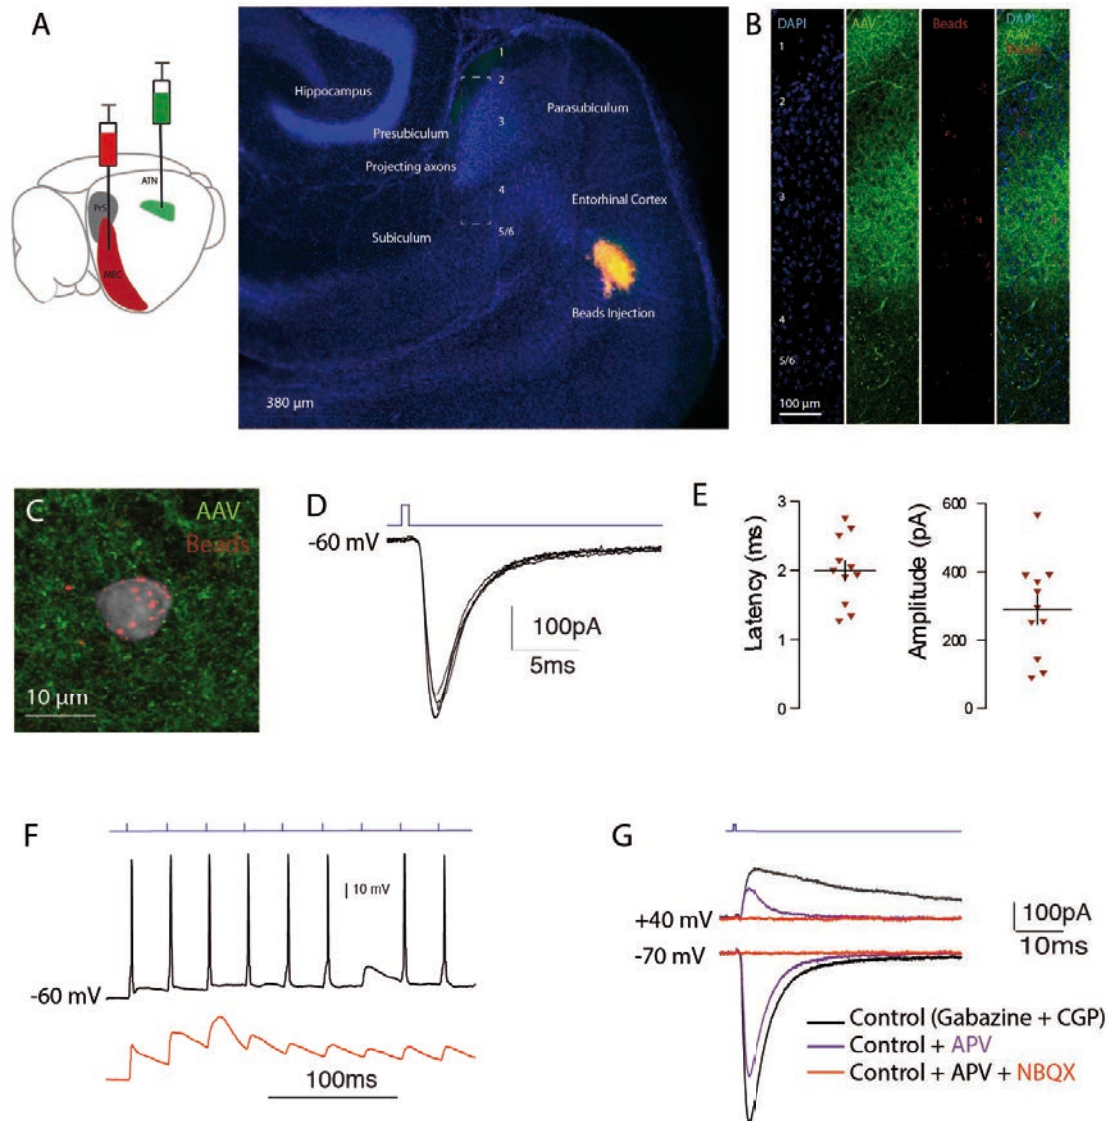 A
ATN
PrS
MEC
Hippocampus
1
2
Parasubiculum
3
Presubiculum
Projecting axons
4
Entorhinal Cortex
Subiculum
5/6
Beads Injection
380 µm
B
DAPI
AAV
Beads
DAPI
AAV
Beads
1
2
3
4
5/6
100 µm
C
AAV
Beads
10 µm
D
-60 mV
100pA
5ms
E
Latency (ms)
3
2
1
0
Amplitude (pA)
600
400
200
0
F
10 mV
-60 mV
100ms
G
+40 mV
-70 mV
100pA
10ms
Control (Gabazine + CGP)
Control + APV
Control + APV + NBQX